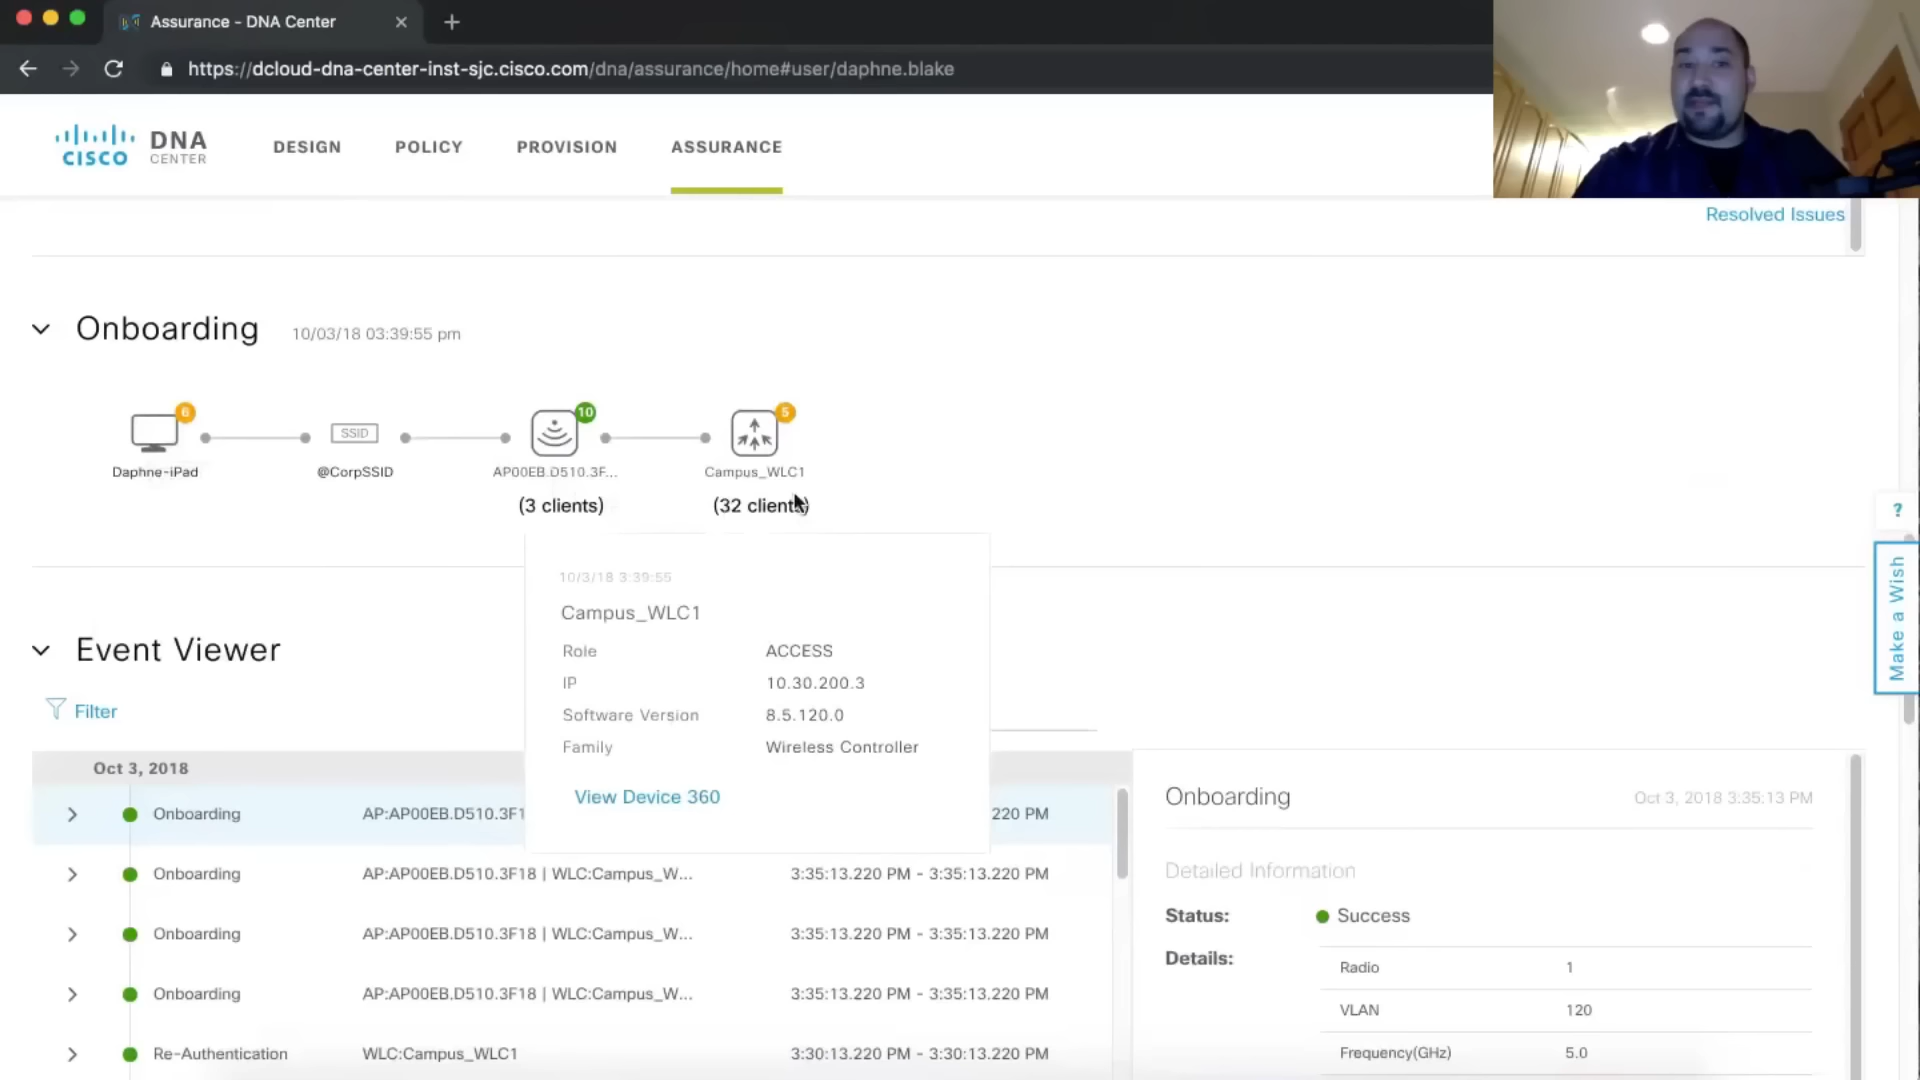 Assurance - DNA Center
https://dcloud-dna-center-inst-sjc.cisco.com/dna/assurance/home#user/daphne.blake
CISCO
DNA
CENTER
DESIGN
POLICY
PROVISION
ASSURANCE
Resolved Issues
Onboarding 10/03/18 03:39:55 pm
6
10
5
SSID
Daphne-iPad
@CorpSSID
AP00EB.D510.3F...
Campus_WLC1
(3 clients)
(32 clients)
?
Make a Wish
10/3/18 3:39:55
Campus_WLC1
Role ACCESS
IP 10.30.200.3
Software Version 8.5.120.0
Family Wireless Controller
View Device 360
Event Viewer
Filter
Oct 3, 2018
Onboarding AP:AP00EB.D510.3F1 220 PM
Onboarding AP:AP00EB.D510.3F18 | WLC:Campus_W... 3:35:13.220 PM - 3:35:13.220 PM
Onboarding AP:AP00EB.D510.3F18 | WLC:Campus_W... 3:35:13.220 PM - 3:35:13.220 PM
Onboarding AP:AP00EB.D510.3F18 | WLC:Campus_W... 3:35:13.220 PM - 3:35:13.220 PM
Re-Authentication WLC:Campus_WLC1 3:30:13.220 PM - 3:30:13.220 PM
Onboarding Oct 3, 2018 3:35:13 PM
Detailed Information
Status: Success
Details:
Radio 1
VLAN 120
Frequency(GHz) 5.0